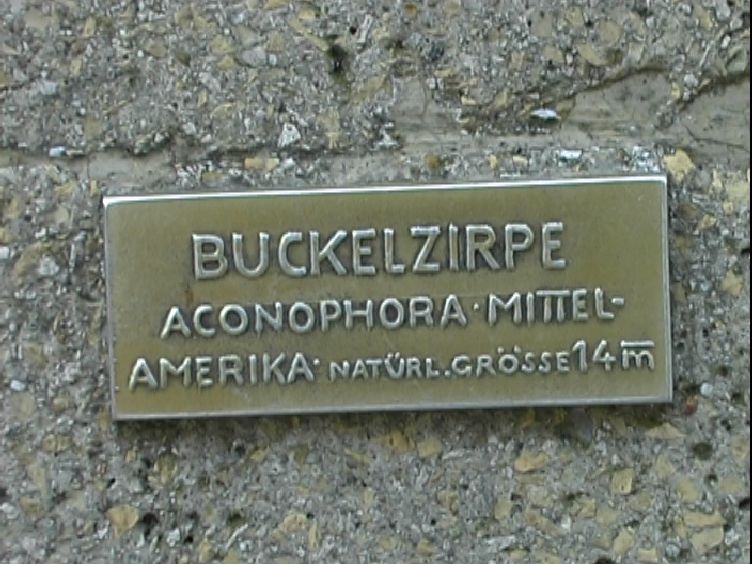 BUCKELZIRPE
ACONOPHORA · MITTEL-
AMERIKA · NATÜRL. GRÖSSE 14 m̅m̅